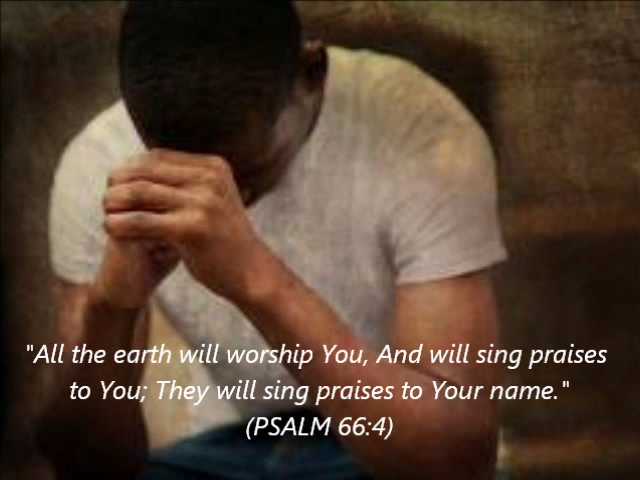 "All the earth will worship You, And will sing praises
to You; They will sing praises to Your name."
(PSALM 66:4)